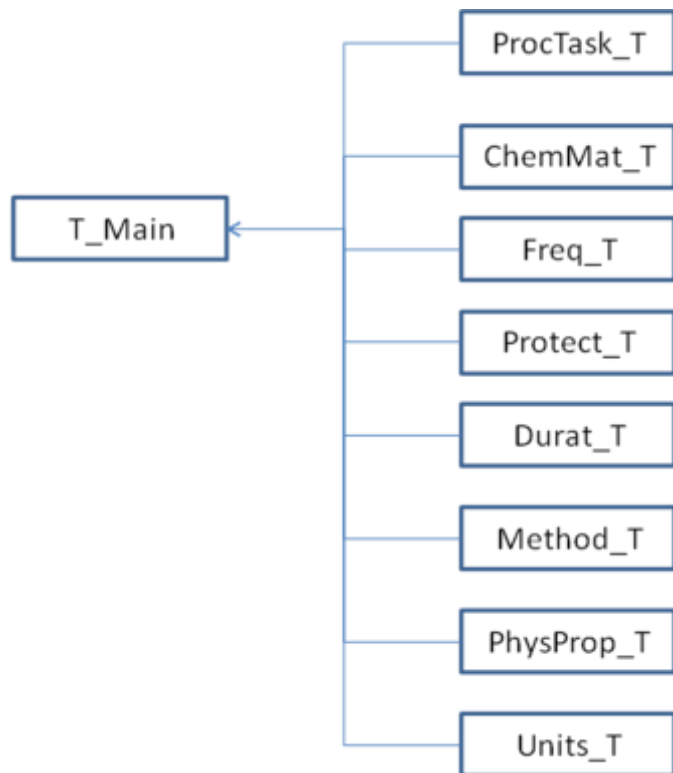 ProcTask_T
ChemMat_T
T_Main
Freq_T
Protect_T
Durat_T
Method_T
PhysProp_T
Units_T